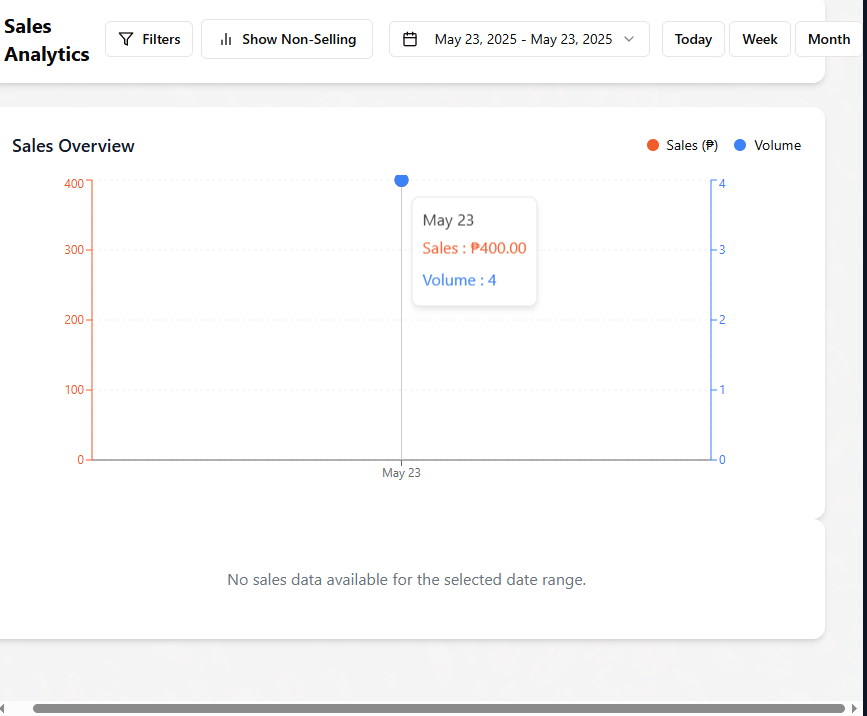 Sales
Analytics
Filters
Show Non-Selling
May 23, 2025 - May 23, 2025
Today
Week
Month
Sales Overview
Sales (₱)
Volume
400
300
200
100
0
4
3
2
1
0
May 23
Sales : ₱400.00
Volume : 4
May 23
No sales data available for the selected date range.